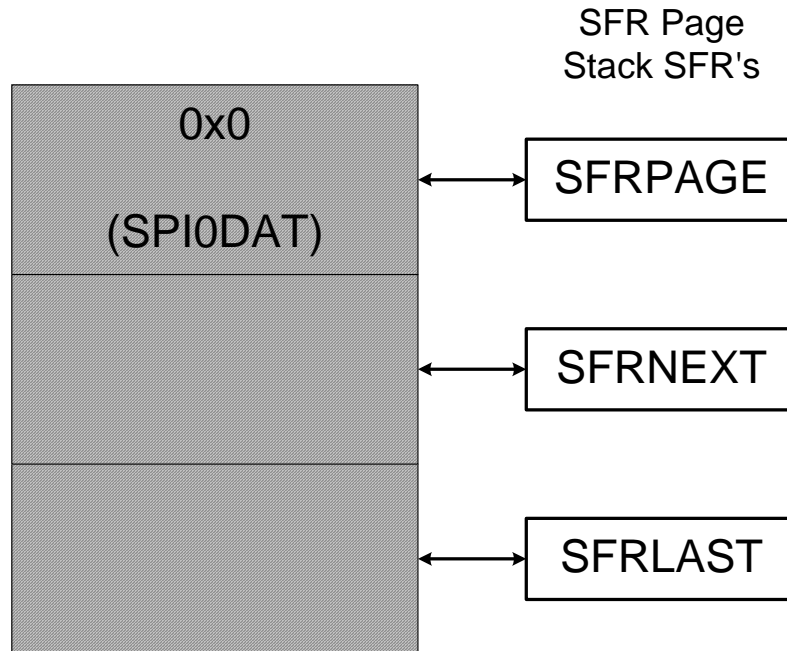 SFR Page
Stack SFR's
0x0
(SPI0DAT)
SFRPAGE
SFRNEXT
SFRLAST